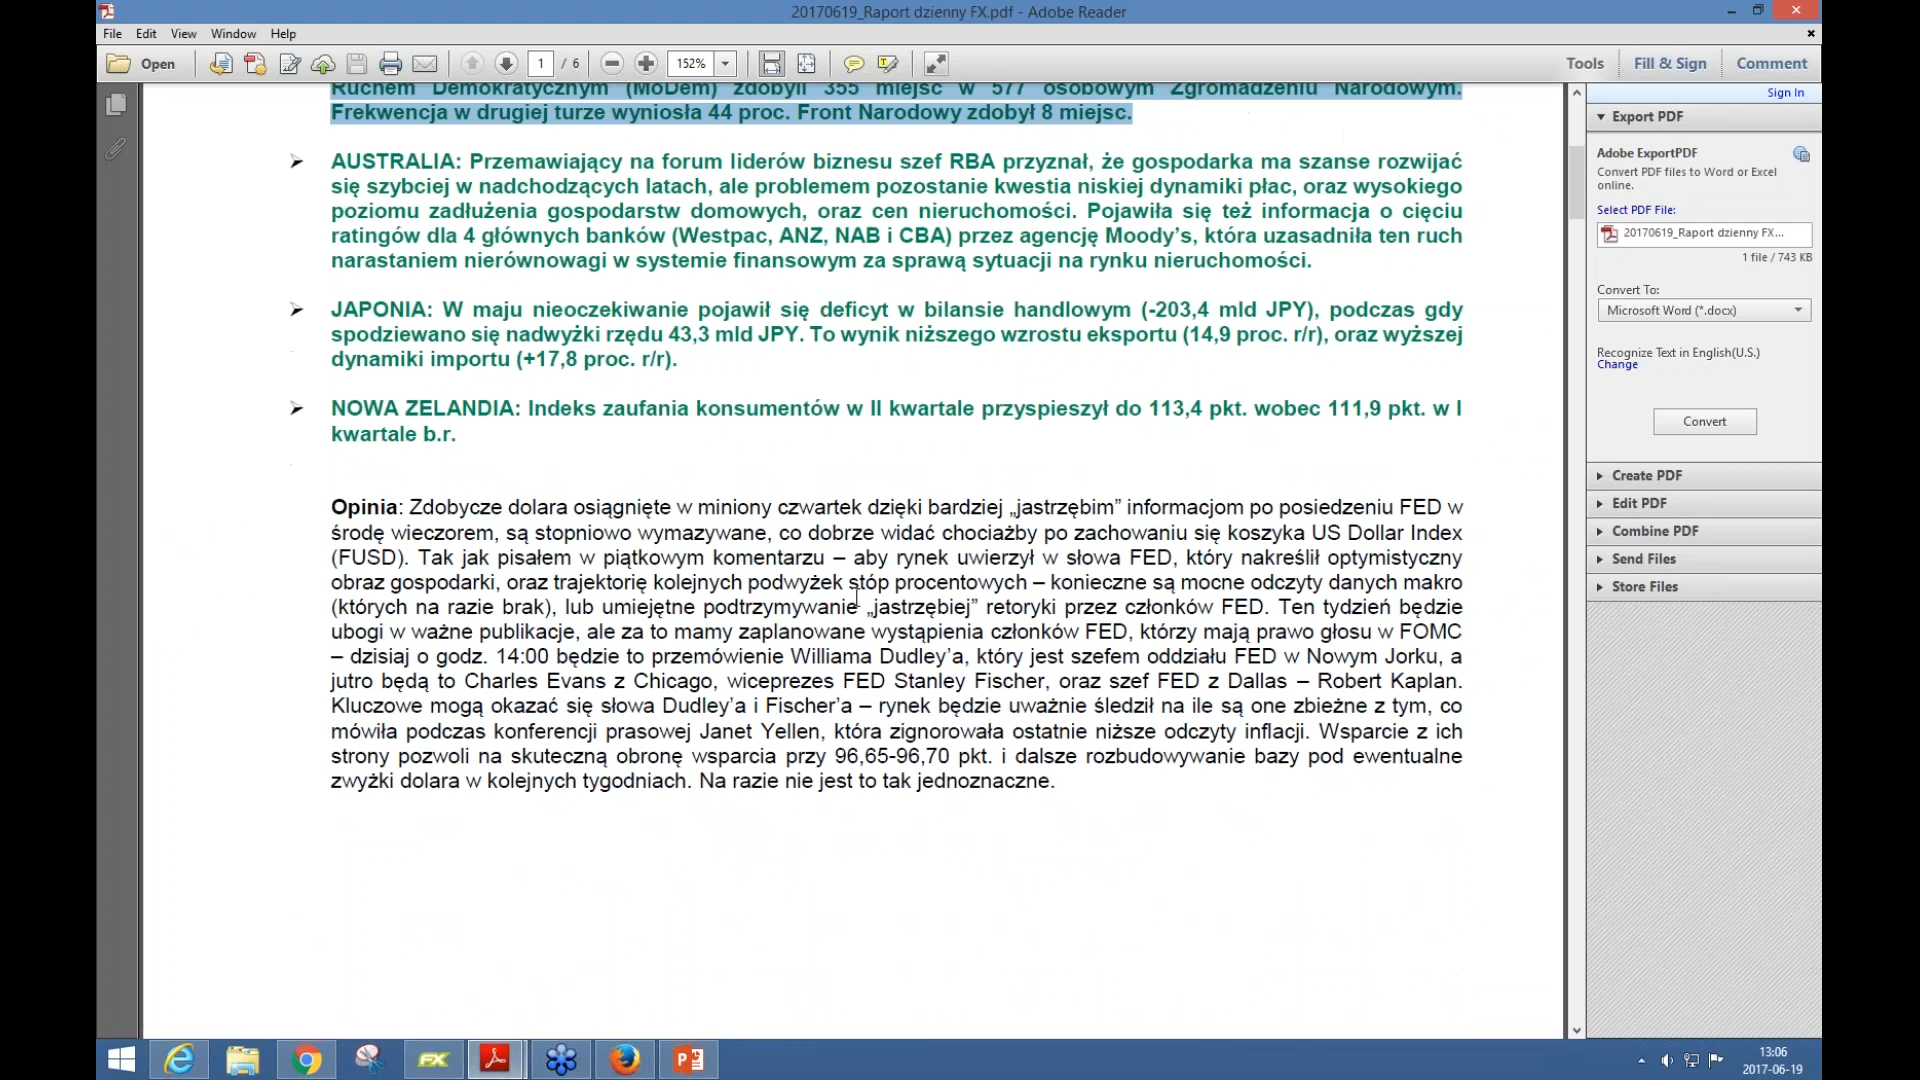 20170619_Raport dzienny FX.pdf - Adobe Reader
File Edit View Window Help
Open 1 / 6 152% Tools Fill & Sign Comment
Sign In
Ruchem Demokratycznym (MoDem) zdobyli 355 miejsc w 577 osobowym Zgromadzeniu Narodowym.
Frekwencja w drugiej turze wyniosła 44 proc. Front Narodowy zdobył 8 miejsc.
AUSTRALIA: Przemawiający na forum liderów biznesu szef RBA przyznał, że gospodarka ma szanse rozwijać
się szybciej w nadchodzących latach, ale problemem pozostanie kwestia niskiej dynamiki płac, oraz wysokiego
poziomu zadłużenia gospodarstw domowych, oraz cen nieruchomości. Pojawiła się też informacja o cięciu
ratingów dla 4 głównych banków (Westpac, ANZ, NAB i CBA) przez agencję Moody's, która uzasadniła ten ruch
narastaniem nierównowagi w systemie finansowym za sprawą sytuacji na rynku nieruchomości.
JAPONIA: W maju nieoczekiwanie pojawił się deficyt w bilansie handlowym (-203,4 mld JPY), podczas gdy
spodziewano się nadwyżki rzędu 43,3 mld JPY. To wynik niższego wzrostu eksportu (14,9 proc. r/r), oraz wyższej
dynamiki importu (+17,8 proc. r/r).
NOWA ZELANDIA: Indeks zaufania konsumentów w II kwartale przyspieszył do 113,4 pkt. wobec 111,9 pkt. w I
kwartale b.r.
Opinia: Zdobycze dolara osiągnięte w miniony czwartek dzięki bardziej „jastrzębim” informacjom po posiedzeniu FED w
środę wieczorem, są stopniowo wymazywane, co dobrze widać chociażby po zachowaniu się koszyka US Dollar Index
(FUSD). Tak jak pisałem w piątkowym komentarzu – aby rynek uwierzył w słowa FED, który nakreślił optymistyczny
obraz gospodarki, oraz trajektorię kolejnych podwyżek stóp procentowych – konieczne są mocne odczyty danych makro
(których na razie brak), lub umiejętne podtrzymywanie „jastrzębiej” retoryki przez członków FED. Ten tydzień będzie
ubogi w ważne publikacje, ale za to mamy zaplanowane wystąpienia członków FED, którzy mają prawo głosu w FOMC
– dzisiaj o godz. 14:00 będzie to przemówienie Williama Dudley'a, który jest szefem oddziału FED w Nowym Jorku, a
jutro będą to Charles Evans z Chicago, wiceprezes FED Stanley Fischer, oraz szef FED z Dallas – Robert Kaplan.
Kluczowe mogą okazać się słowa Dudley'a i Fischer'a – rynek będzie uważnie śledził na ile są one zbieżne z tym, co
mówiła podczas konferencji prasowej Janet Yellen, która zignorowała ostatnie niższe odczyty inflacji. Wsparcie z ich
strony pozwoli na skuteczną obronę wsparcia przy 96,65-96,70 pkt. i dalsze rozbudowywanie bazy pod ewentualne
zwyżki dolara w kolejnych tygodniach. Na razie nie jest to tak jednoznaczne.
Export PDF
Adobe ExportPDF
Convert PDF files to Word or Excel
online.
Select PDF File:
20170619_Raport dzienny FX...
1 file / 743 KB
Convert To:
Microsoft Word (*.docx)
Recognize Text in English(U.S.)
Change
Convert
Create PDF
Edit PDF
Combine PDF
Send Files
Store Files
FX
13:06
2017-06-19